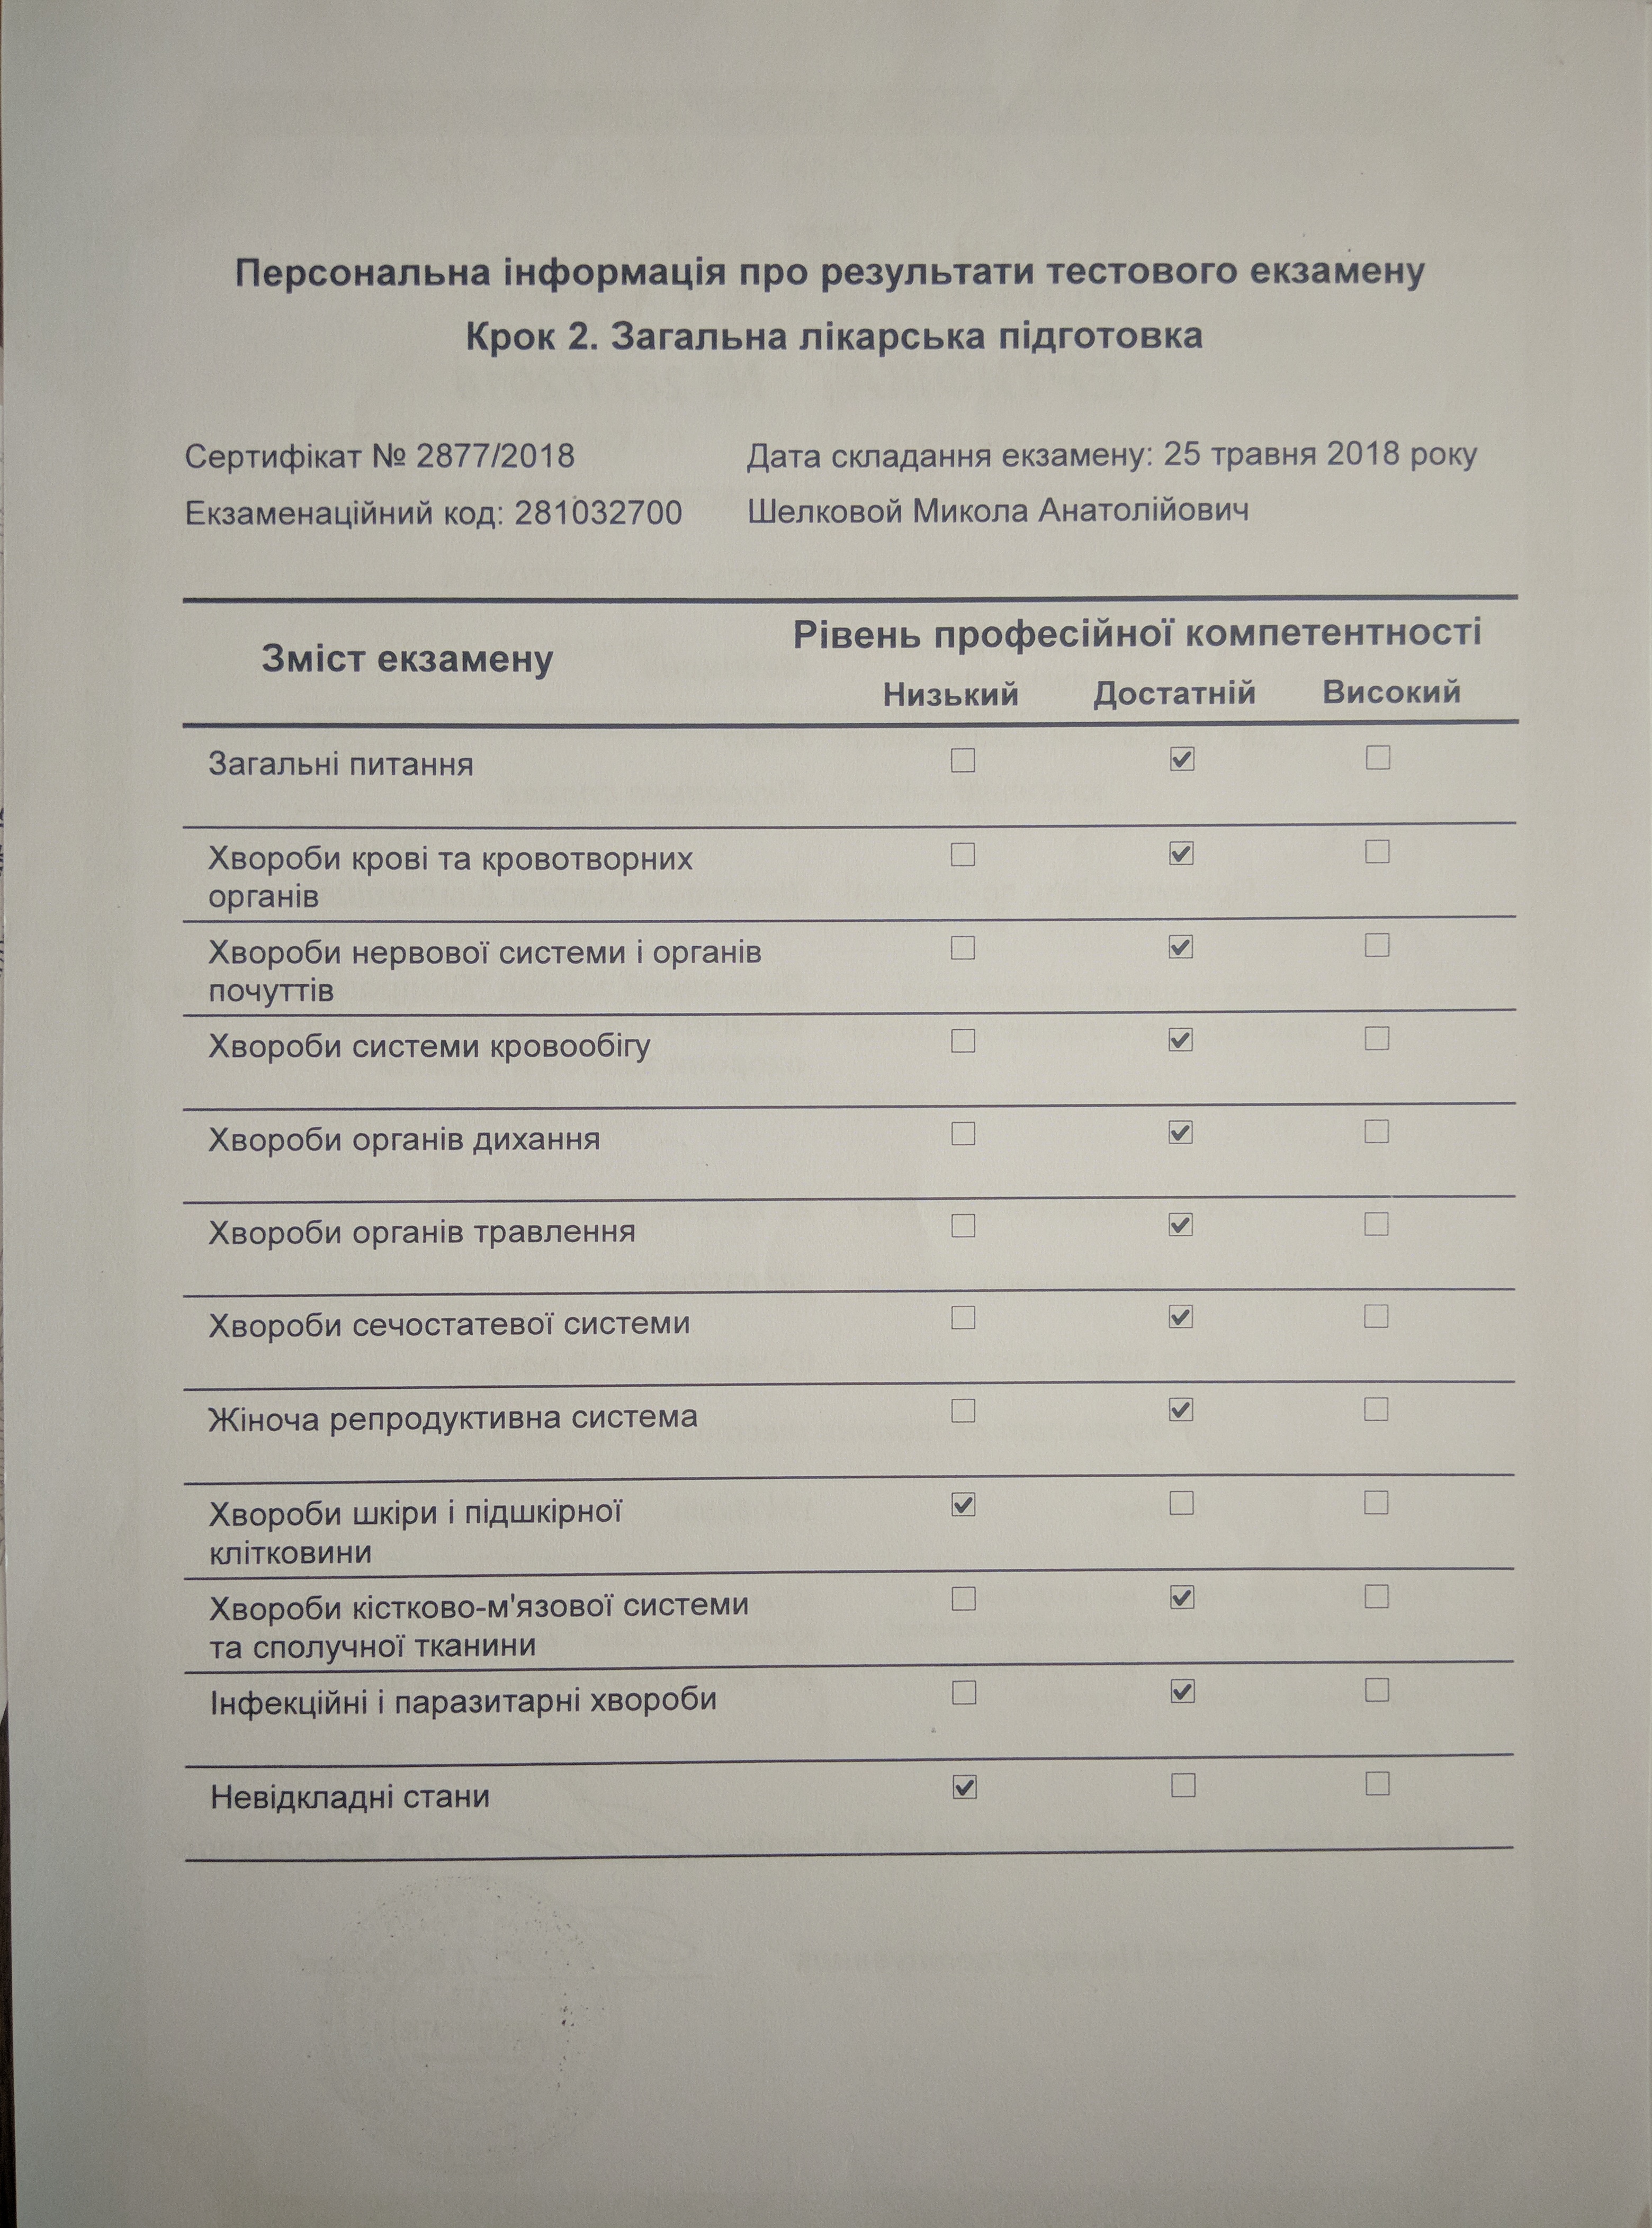 Персональна інформація про результати тестового екзамену
Крок 2. Загальна лікарська підготовка
Сертифікат № 2877/2018 Дата складання екзамену: 25 травня 2018 року
Екзаменаційний код: 281032700 Шелковой Микола Анатолійович
Зміст екзамену
Рівень професійної компетентності
Низький Достатній Високий
Загальні питання
Хвороби крові та кровотворних
органів
Хвороби нервової системи і органів
почуттів
Хвороби системи кровообігу
Хвороби органів дихання
Хвороби органів травлення
Хвороби сечостатевої системи
Жіноча репродуктивна система
Хвороби шкіри і підшкірної
клітковини
Хвороби кістково-м'язової системи
та сполучної тканини
Інфекційні і паразитарні хвороби
Невідкладні стани